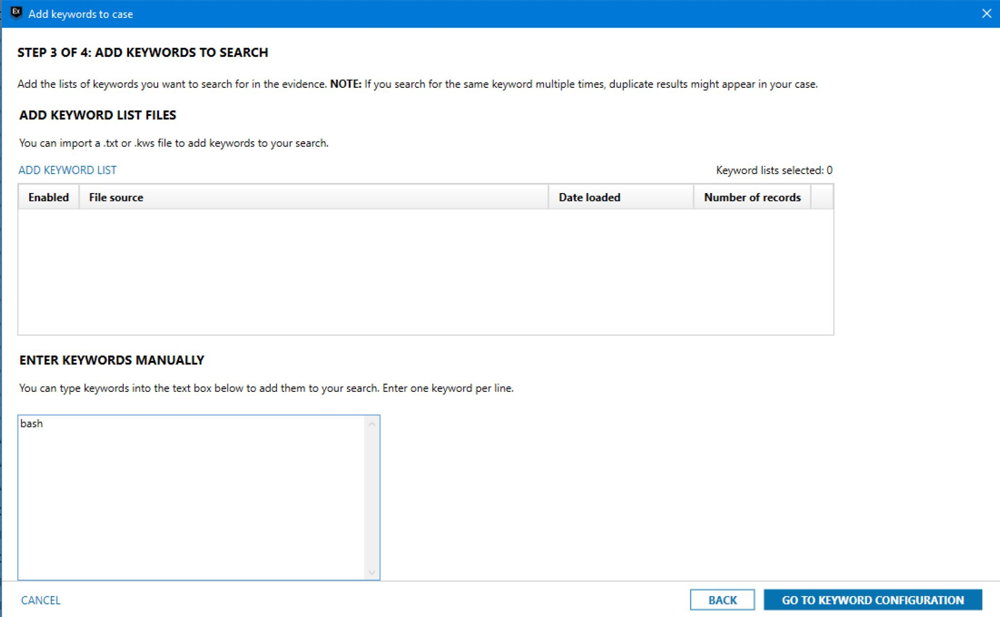 Ex Add keywords to case
STEP 3 OF 4: ADD KEYWORDS TO SEARCH
Add the lists of keywords you want to search for in the evidence. NOTE: If you search for the same keyword multiple times, duplicate results might appear in your case.
ADD KEYWORD LIST FILES
You can import a .txt or .kws file to add keywords to your search.
ADD KEYWORD LIST Keyword lists selected: 0
Enabled File source Date loaded Number of records
ENTER KEYWORDS MANUALLY
You can type keywords into the text box below to add them to your search. Enter one keyword per line.
bash
CANCEL BACK GO TO KEYWORD CONFIGURATION